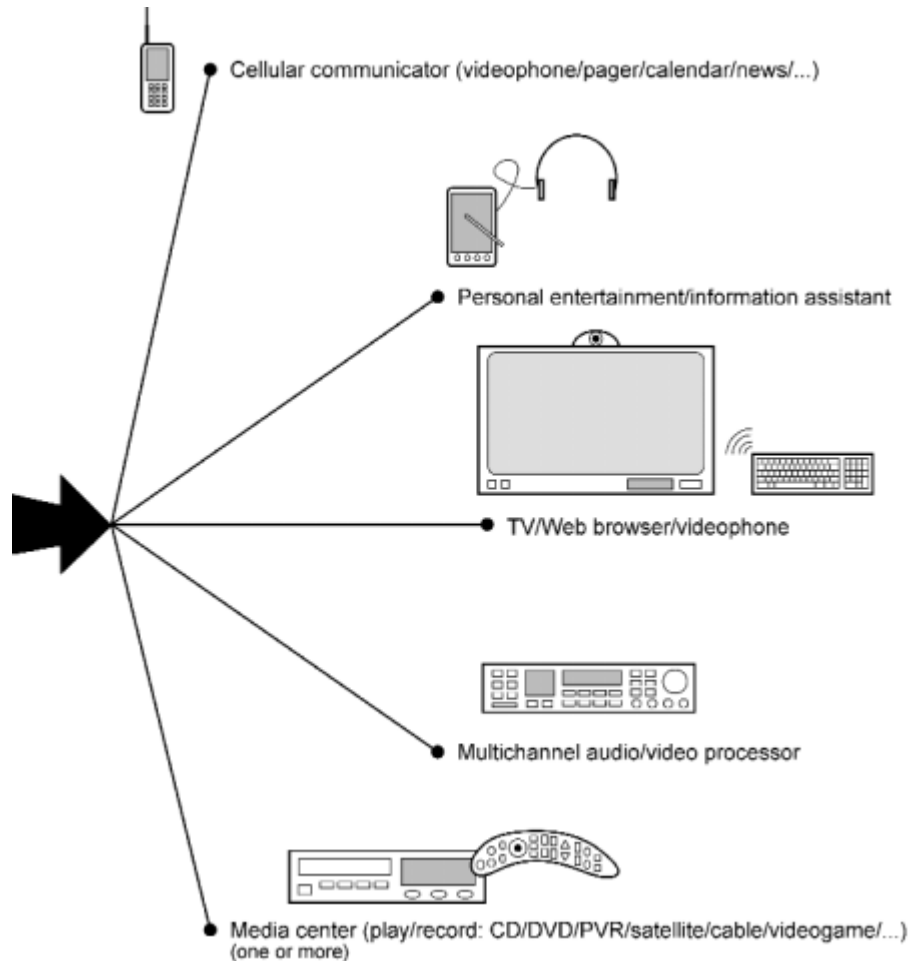 Cellular communicator (videophone/pager/calendar/news/...)
Personal entertainment/information assistant
TV/Web browser/videophone
Multichannel audio/video processor
Media center (play/record: CD/DVD/PVR/satellite/cable/videogame/...)
(one or more)